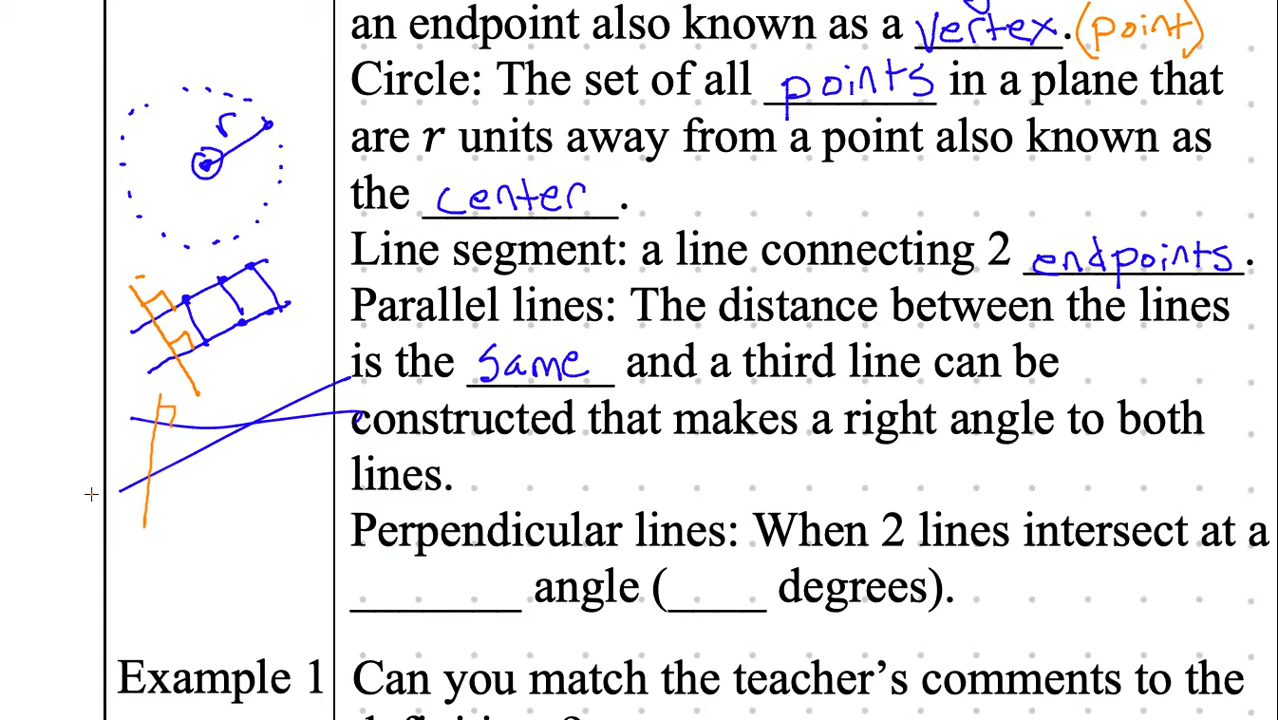 an endpoint also known as a vertex. (point)
Circle: The set of all points in a plane that
r
are r units away from a point also known as
the center.
Line segment: a line connecting 2 endpoints.
Parallel lines: The distance between the lines
is the same and a third line can be
constructed that makes a right angle to both
lines.
Perpendicular lines: When 2 lines intersect at a
_______ angle (____ degrees).
Example 1 Can you match the teacher’s comments to the